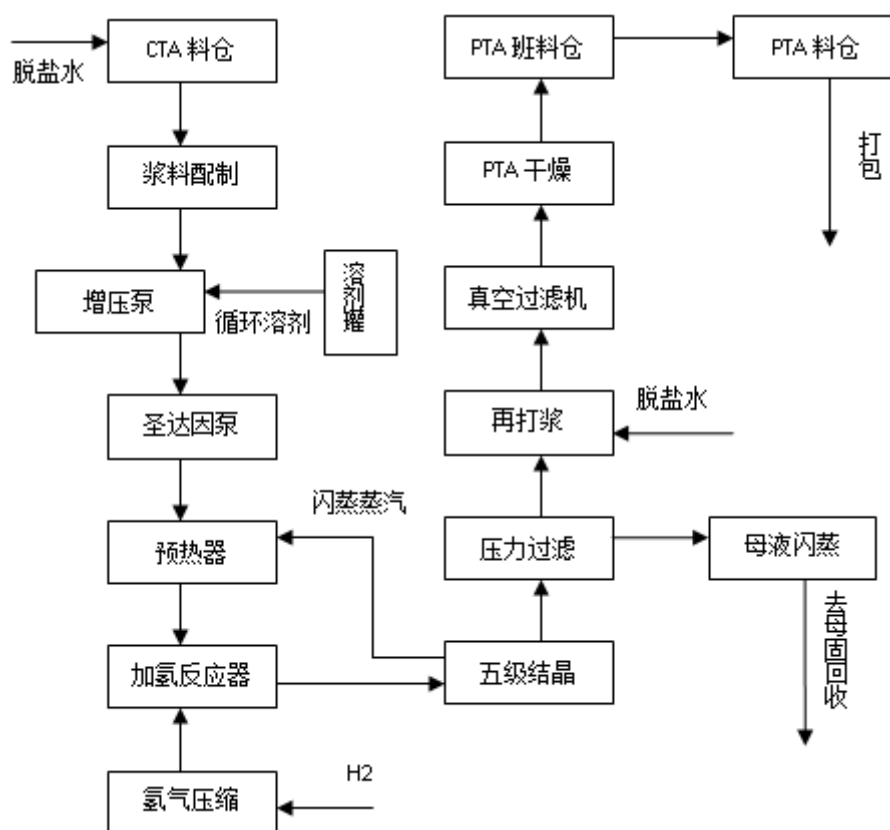 CTA 料仓
脱盐水
浆料配制
增压泵
循环溶剂
溶剂罐
圣达因泵
闪蒸蒸汽
预热器
加氢反应器
氢气压缩
H2
五级结晶
压力过滤
母液闪蒸
去母固回收
再打浆
脱盐水
真空过滤机
PTA 干燥
PTA 班料仓
PTA 料仓
打包